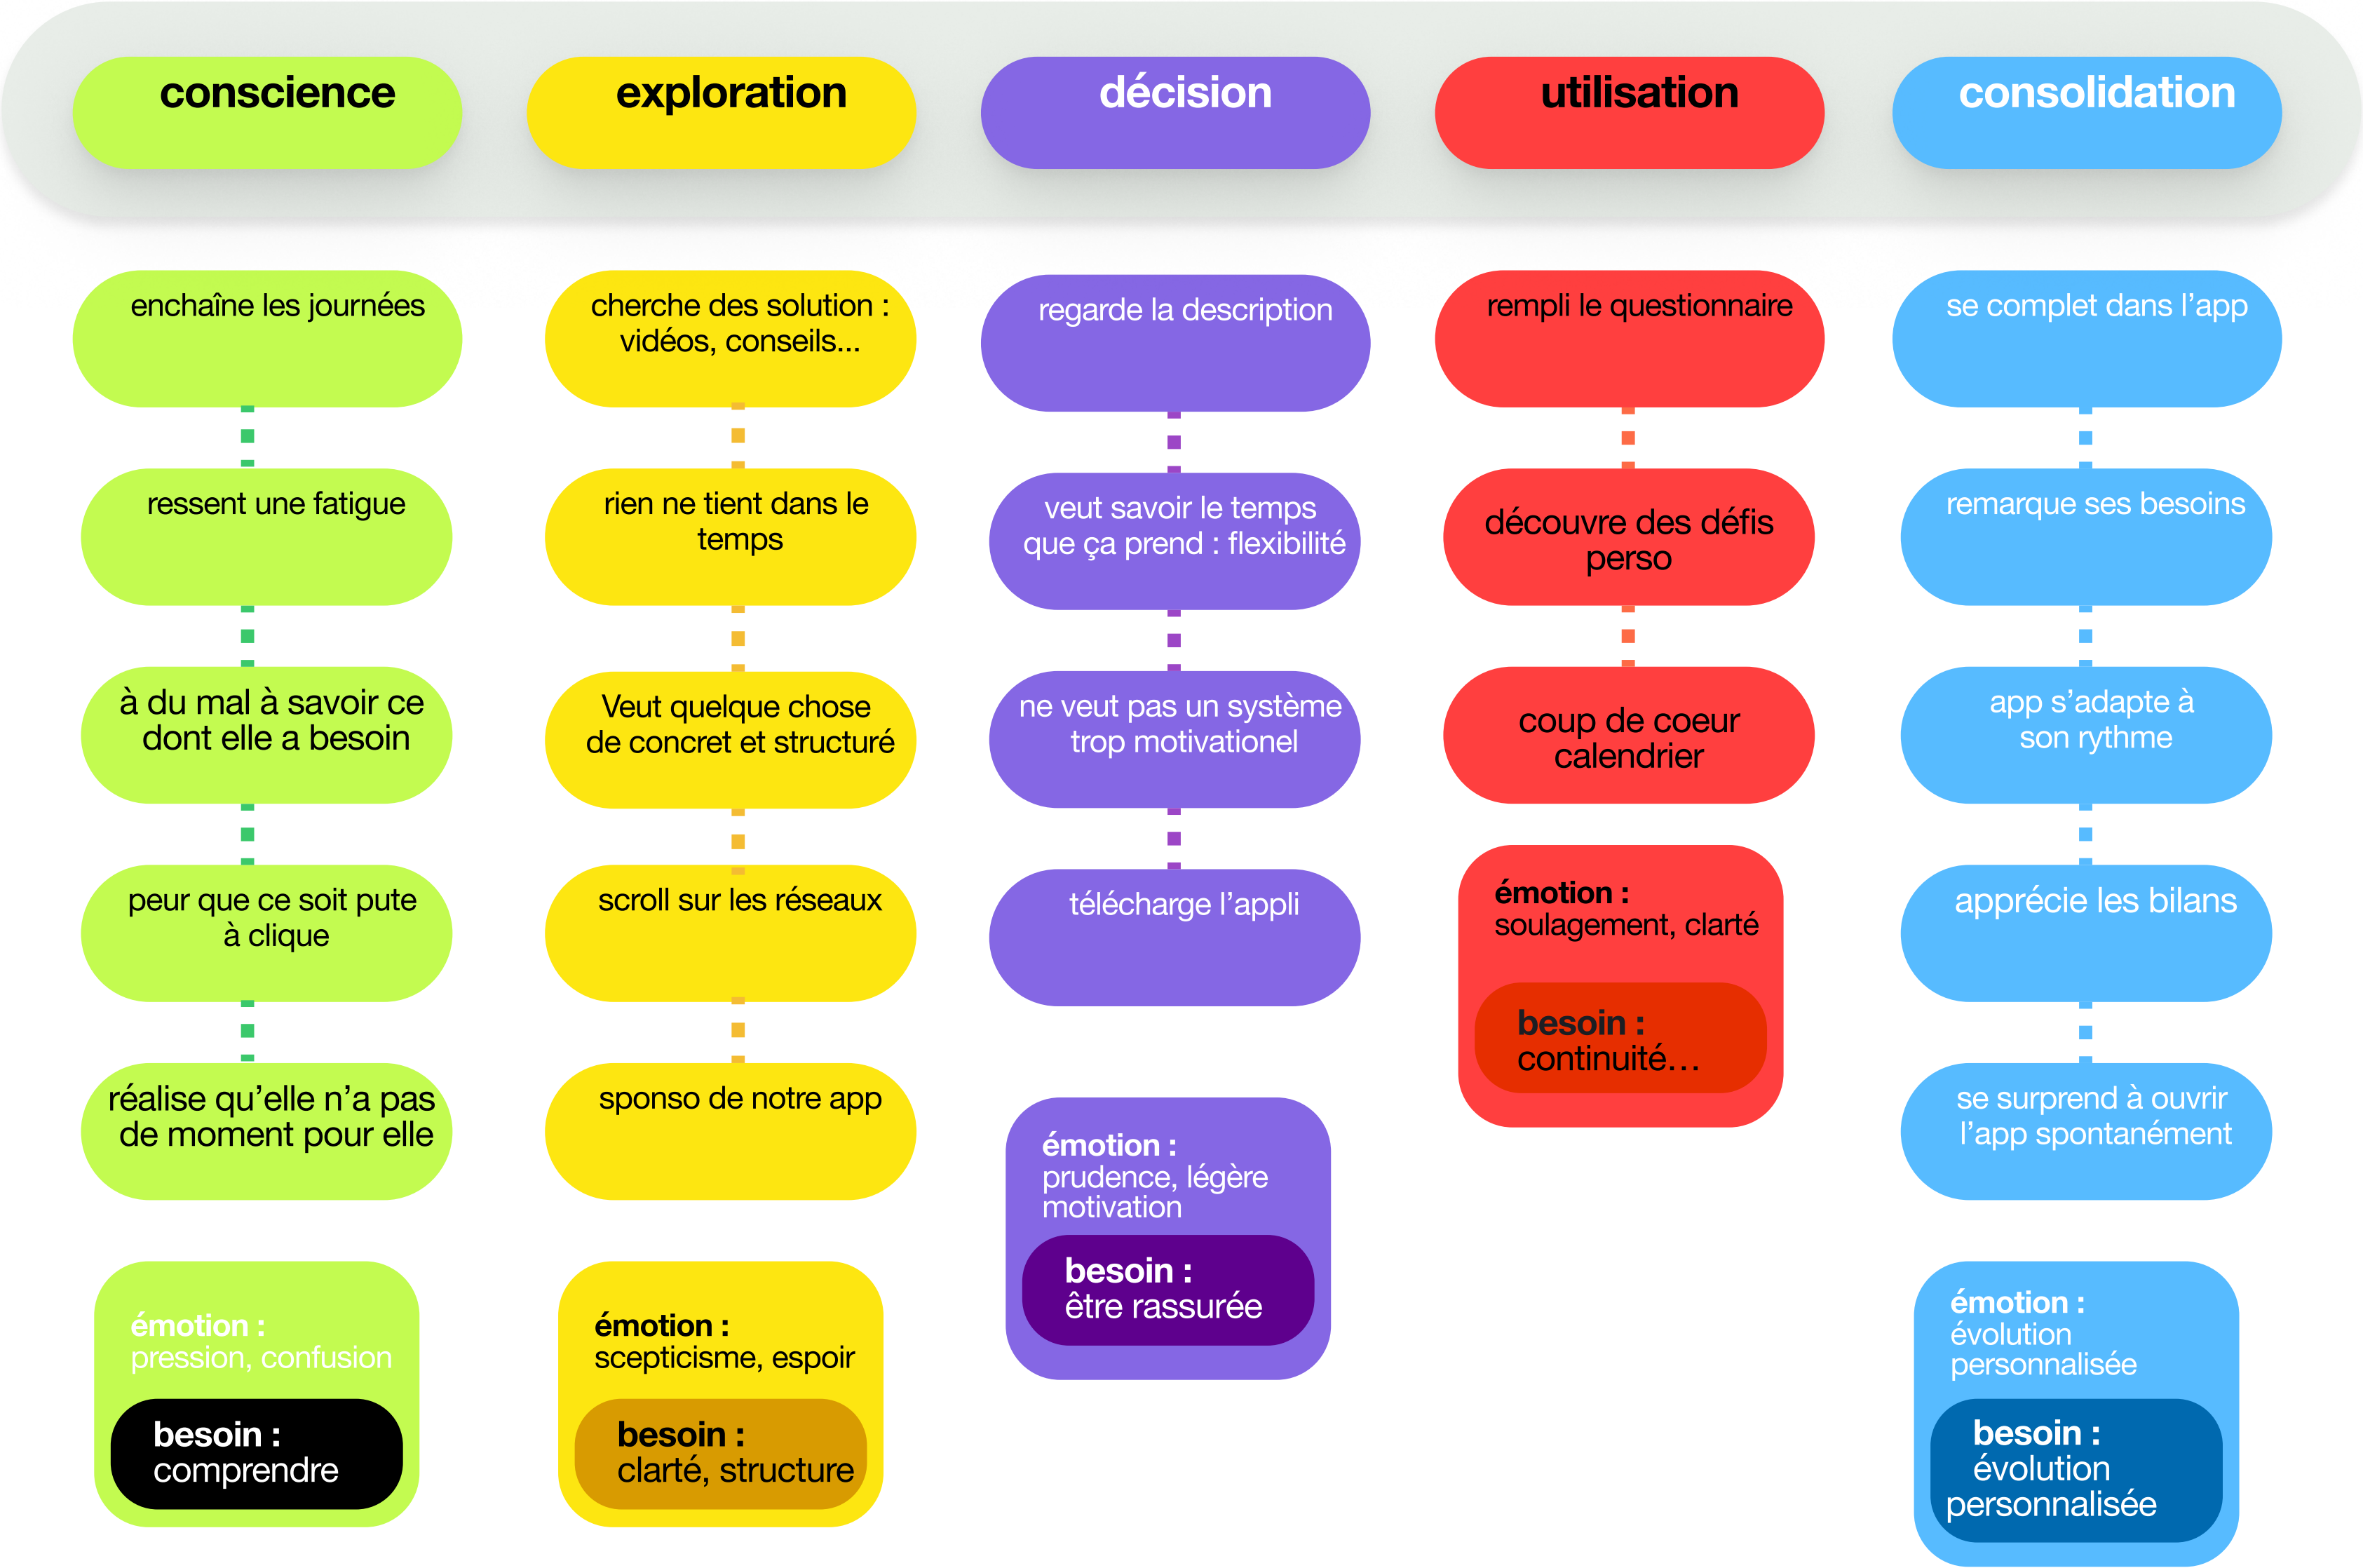 conscience
exploration
décision
utilisation
consolidation
enchaîne les journées
ressent une fatigue
à du mal à savoir ce
dont elle a besoin
peur que ce soit pute
à clique
réalise qu’elle n’a pas
de moment pour elle
émotion :
pression, confusion
besoin :
comprendre
cherche des solution :
vidéos, conseils...
rien ne tient dans le
temps
Veut quelque chose
de concret et structuré
scroll sur les réseaux
sponso de notre app
émotion :
scepticisme, espoir
besoin :
clarté, structure
regarde la description
veut savoir le temps
que ça prend : flexibilité
ne veut pas un système
trop motivationel
télécharge l’appli
émotion :
prudence, légère
motivation
besoin :
être rassurée
rempli le questionnaire
découvre des défis
perso
coup de coeur
calendrier
émotion :
soulagement, clarté
besoin :
continuité…
se complet dans l’app
remarque ses besoins
app s’adapte à
son rythme
apprécie les bilans
se surprend à ouvrir
l’app spontanément
émotion :
évolution
personnalisée
besoin :
évolution
personnalisée